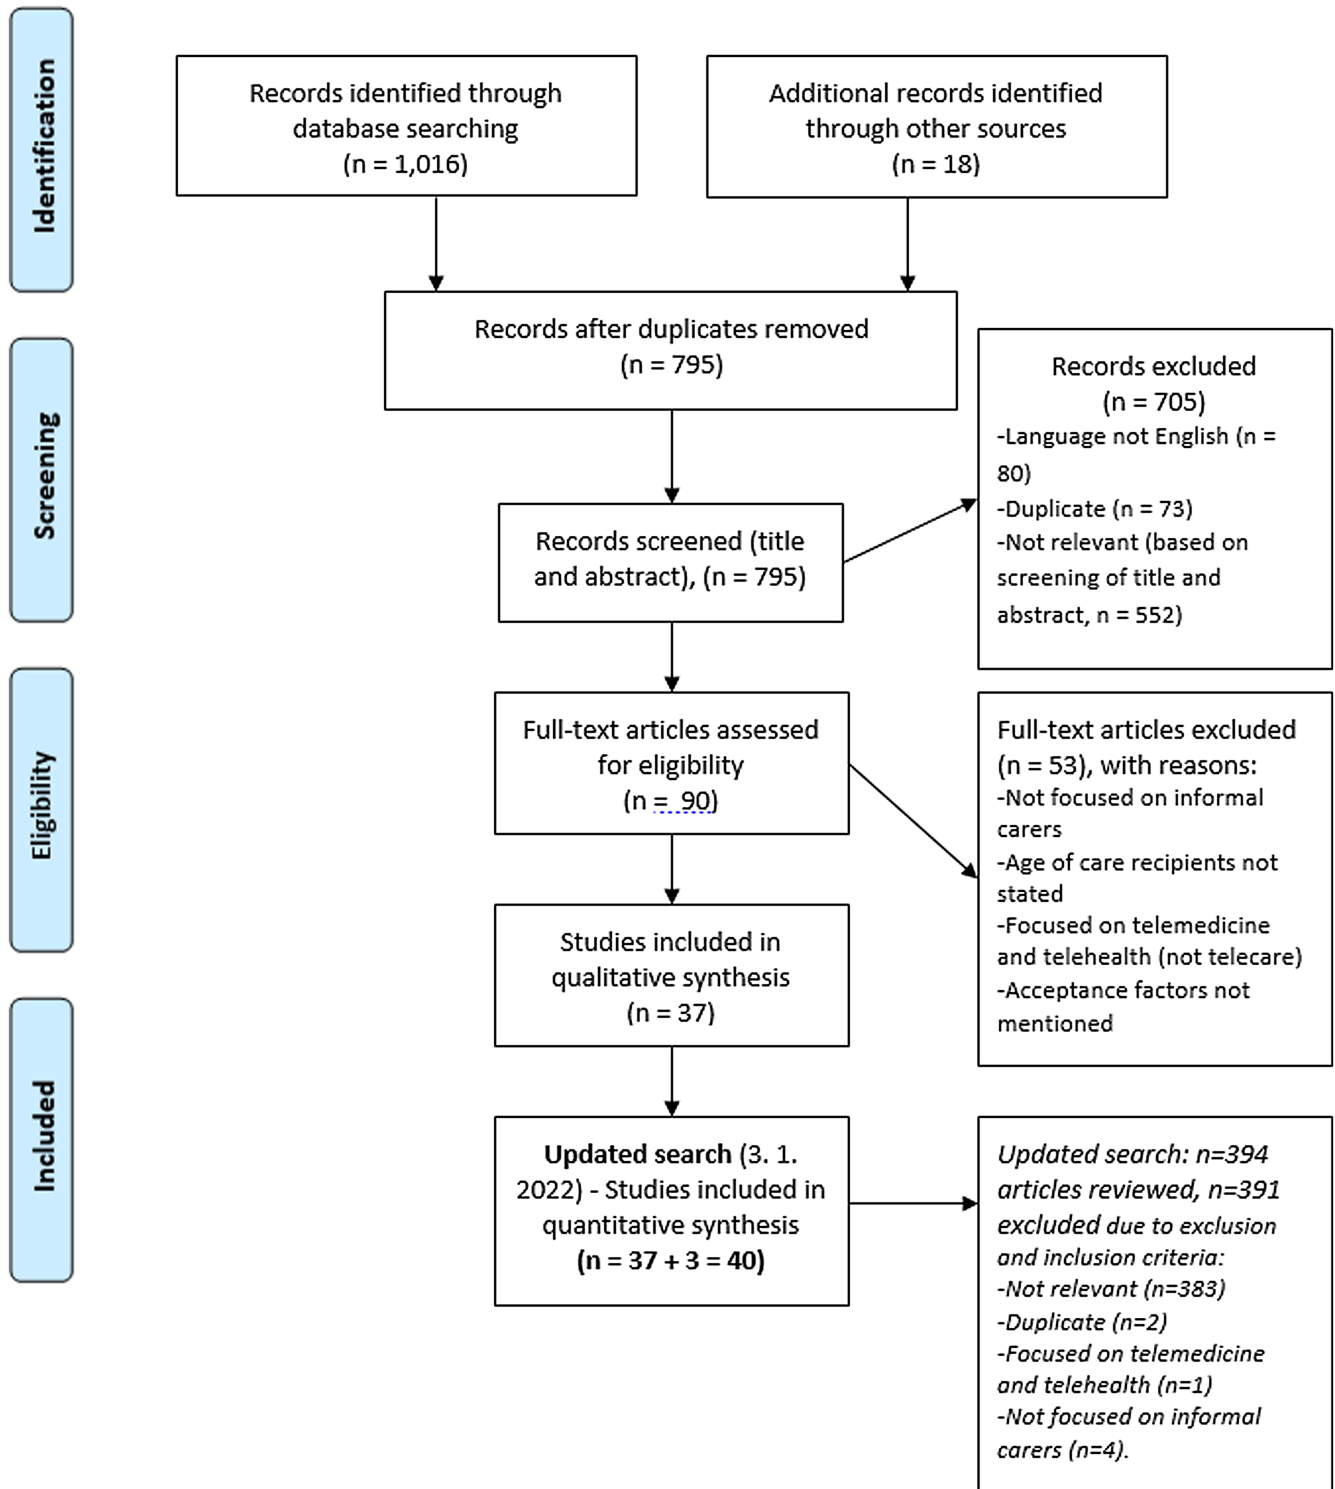 Identification
Records identified through
database searching
(n = 1,016)
Additional records identified
through other sources
(n = 18)
Records after duplicates removed
(n = 795)
Screening
Records screened (title
and abstract), (n = 795)
Records excluded
(n = 705)
-Language not English (n =
80)
-Duplicate (n = 73)
-Not relevant (based on
screening of title and
abstract, n = 552)
Eligibility
Full-text articles assessed
for eligibility
(n = 90)
Full-text articles excluded
(n = 53), with reasons:
-Not focused on informal
carers
-Age of care recipients not
stated
-Focused on telemedicine
and telehealth (not telecare)
-Acceptance factors not
mentioned
Studies included in
qualitative synthesis
(n = 37)
Included
Updated search (3. 1.
2022) - Studies included in
quantitative synthesis
(n = 37 + 3 = 40)
Updated search: n=394
articles reviewed, n=391
excluded due to exclusion
and inclusion criteria:
-Not relevant (n=383)
-Duplicate (n=2)
-Focused on telemedicine
and telehealth (n=1)
-Not focused on informal
carers (n=4).